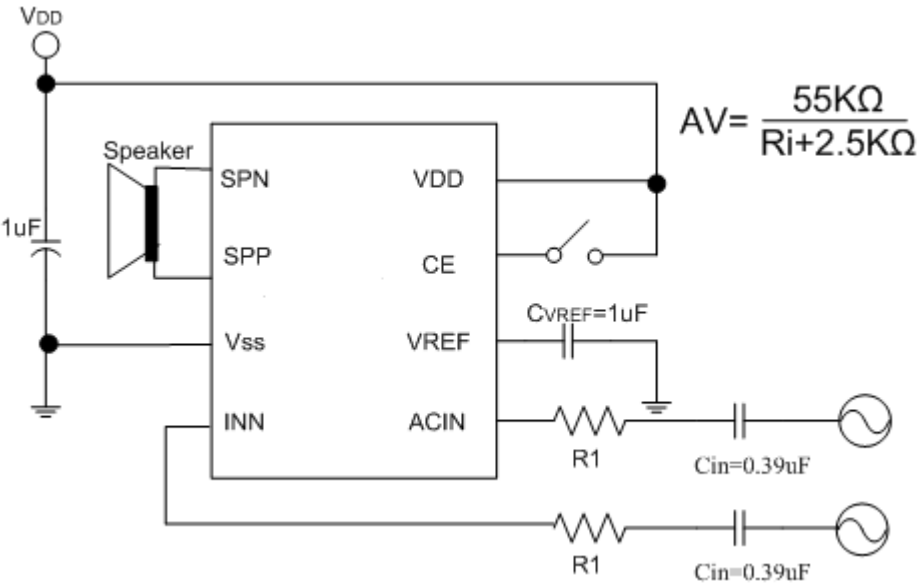 VDD
AV= 55KΩ
Ri+2.5KΩ
Speaker
SPN
VDD
1uF
SPP
CE
CVREF=1uF
Vss
VREF
INN
ACIN
R1
Cin=0.39uF
R1
Cin=0.39uF